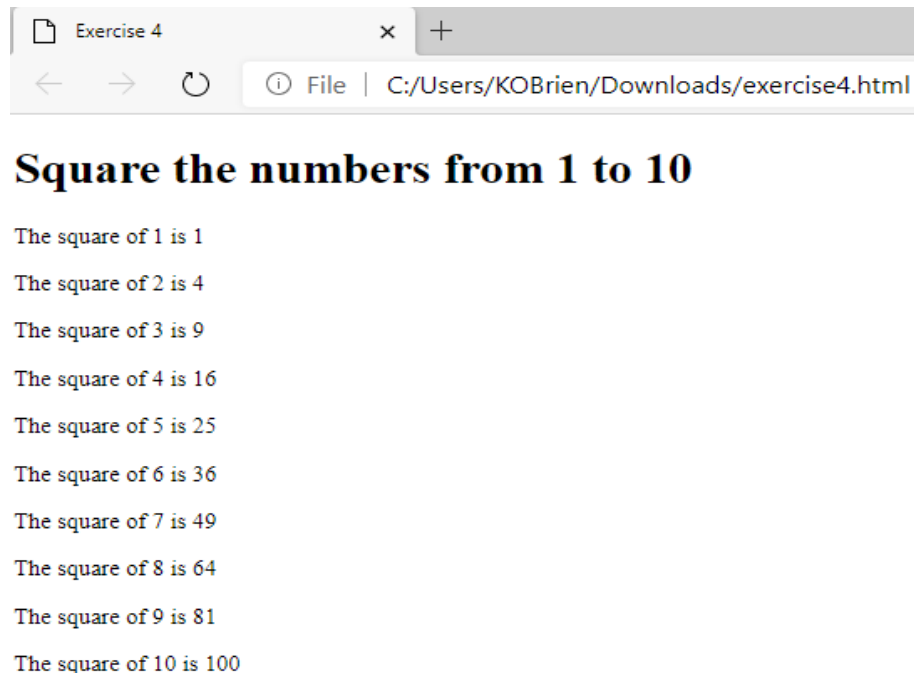 Exercise 4
File | C:/Users/KOBrien/Downloads/exercise4.html
Square the numbers from 1 to 10
The square of 1 is 1
The square of 2 is 4
The square of 3 is 9
The square of 4 is 16
The square of 5 is 25
The square of 6 is 36
The square of 7 is 49
The square of 8 is 64
The square of 9 is 81
The square of 10 is 100